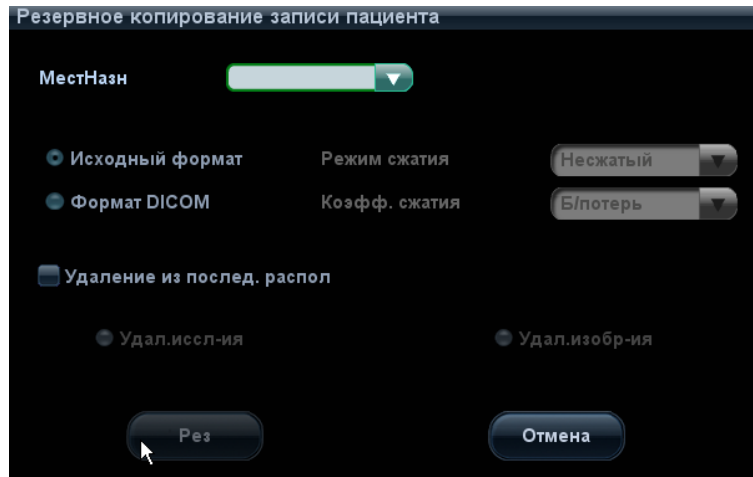 Резервное копирование записи пациента
МестНазн
Исходный формат Режим сжатия Несжатый
Формат DICOM Коэфф. сжатия Б/потерь
Удаление из послед. распол
Удал.иссл-ия Удал.изобр-ия
Рез Отмена